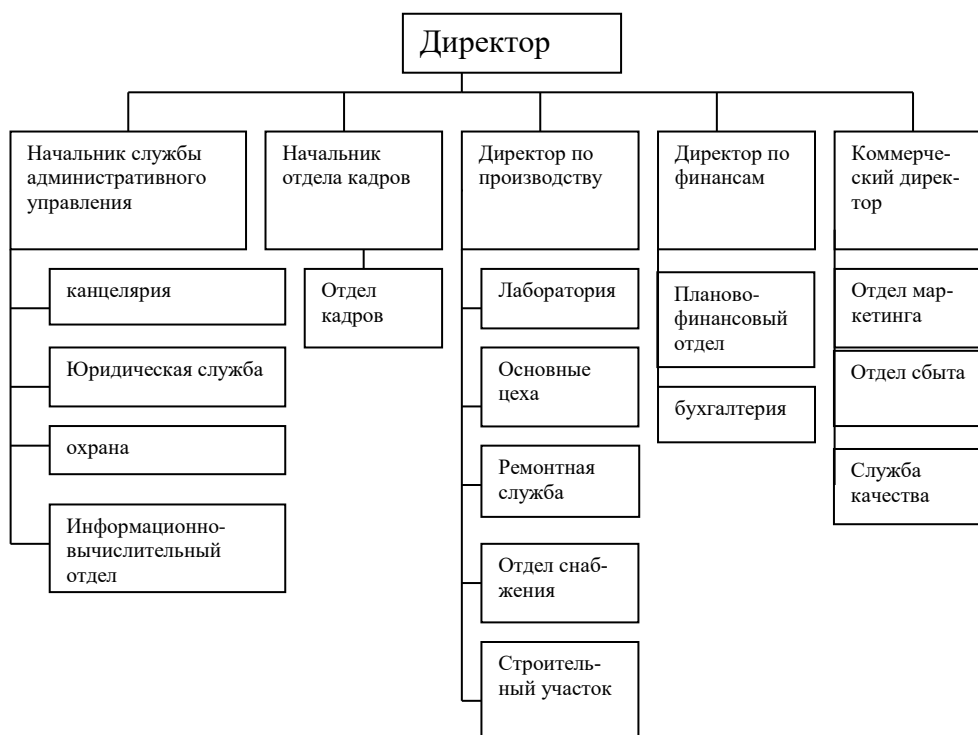 Директор
Начальник службы
административного
управления
Начальник
отдела кадров
Директор по
производству
Директор по
финансам
Коммерче-
ский дирек-
тор
канцелярия
Юридическая служба
охрана
Информационно-
вычислительный
отдел
Отдел
кадров
Лаборатория
Основные
цеха
Ремонтная
служба
Отдел снаб-
жения
Строитель-
ный участок
Планово-
финансовый
отдел
бухгалтерия
Отдел мар-
кетинга
Отдел сбыта
Служба
качества